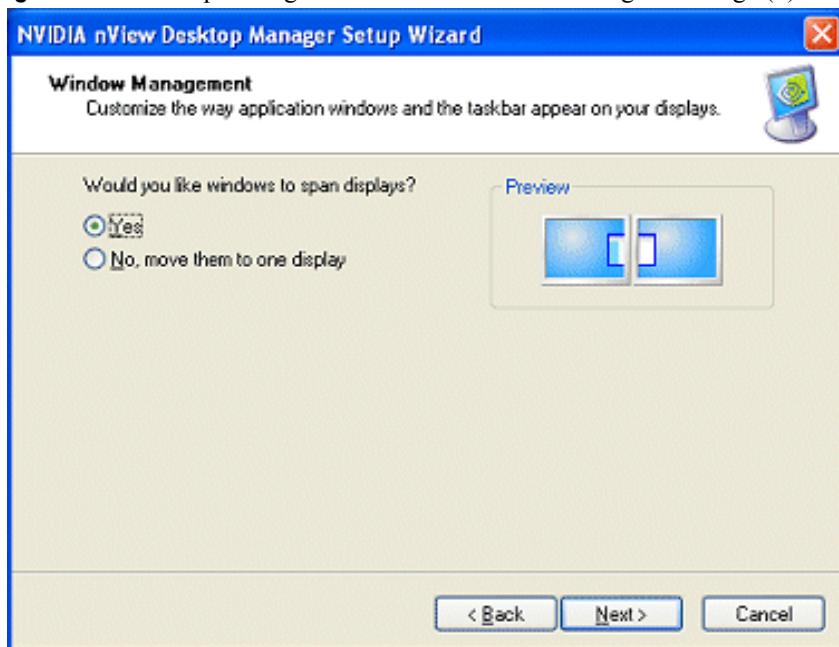 NVIDIA nView Desktop Manager Setup Wizard
Window Management
Customize the way application windows and the taskbar appear on your displays.
Would you like windows to span displays?
Preview
Yes
No, move them to one display
< Back
Next >
Cancel